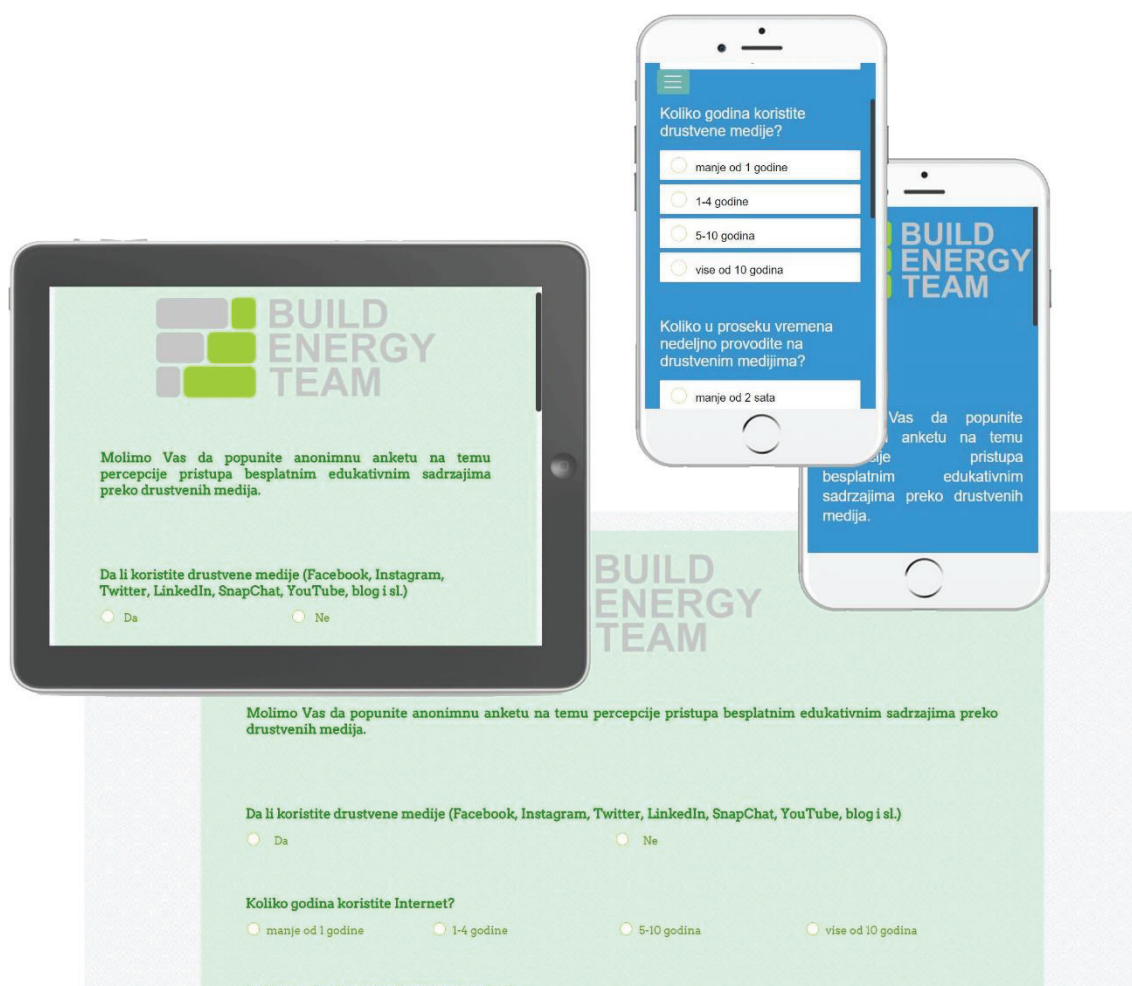 Koliko godina koristite
drustvene medije?
manje od 1 godine
1-4 godine
5-10 godina
vise od 10 godina
Koliko u proseku vremena
nedeljno provodite na
drustvenim medijima?
manje od 2 sata
BUILD
ENERGY
TEAM
Vas da popunite
anketu na temu
pristupa
besplatnim edukativnim
sadrzajima preko drustvenih
medija.
BUILD
ENERGY
TEAM
Molimo Vas da popunite anonimnu anketu na temu
percepcije pristupa besplatnim edukativnim sadrzajima
preko drustvenih medija.
Da li koristite drustvene medije (Facebook, Instagram,
Twitter, LinkedIn, SnapChat, YouTube, blog i sl.)
Da Ne
BUILD
ENERGY
TEAM
Molimo Vas da popunite anonimnu anketu na temu percepcije pristupa besplatnim edukativnim sadrzajima preko
drustvenih medija.
Da li koristite drustvene medije (Facebook, Instagram, Twitter, LinkedIn, SnapChat, YouTube, blog i sl.)
Da Ne
Koliko godina koristite Internet?
manje od 1 godine 1-4 godine 5-10 godina vise od 10 godina